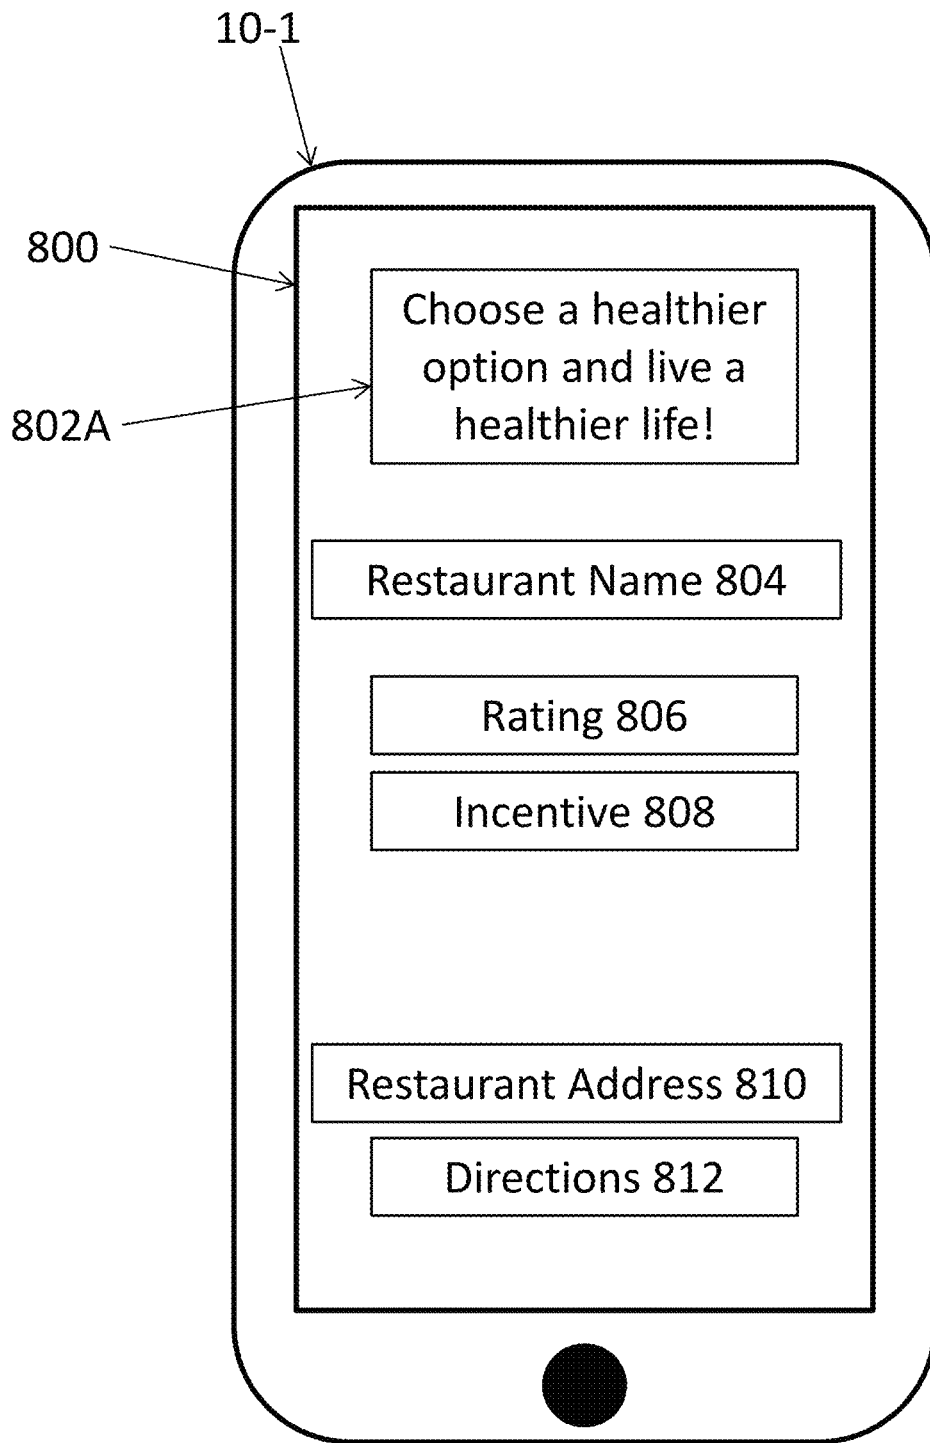 10-1
800
Choose a healthier
option and live a
healthier life!
802A
Restaurant Name 804
Rating 806
Incentive 808
Restaurant Address 810
Directions 812